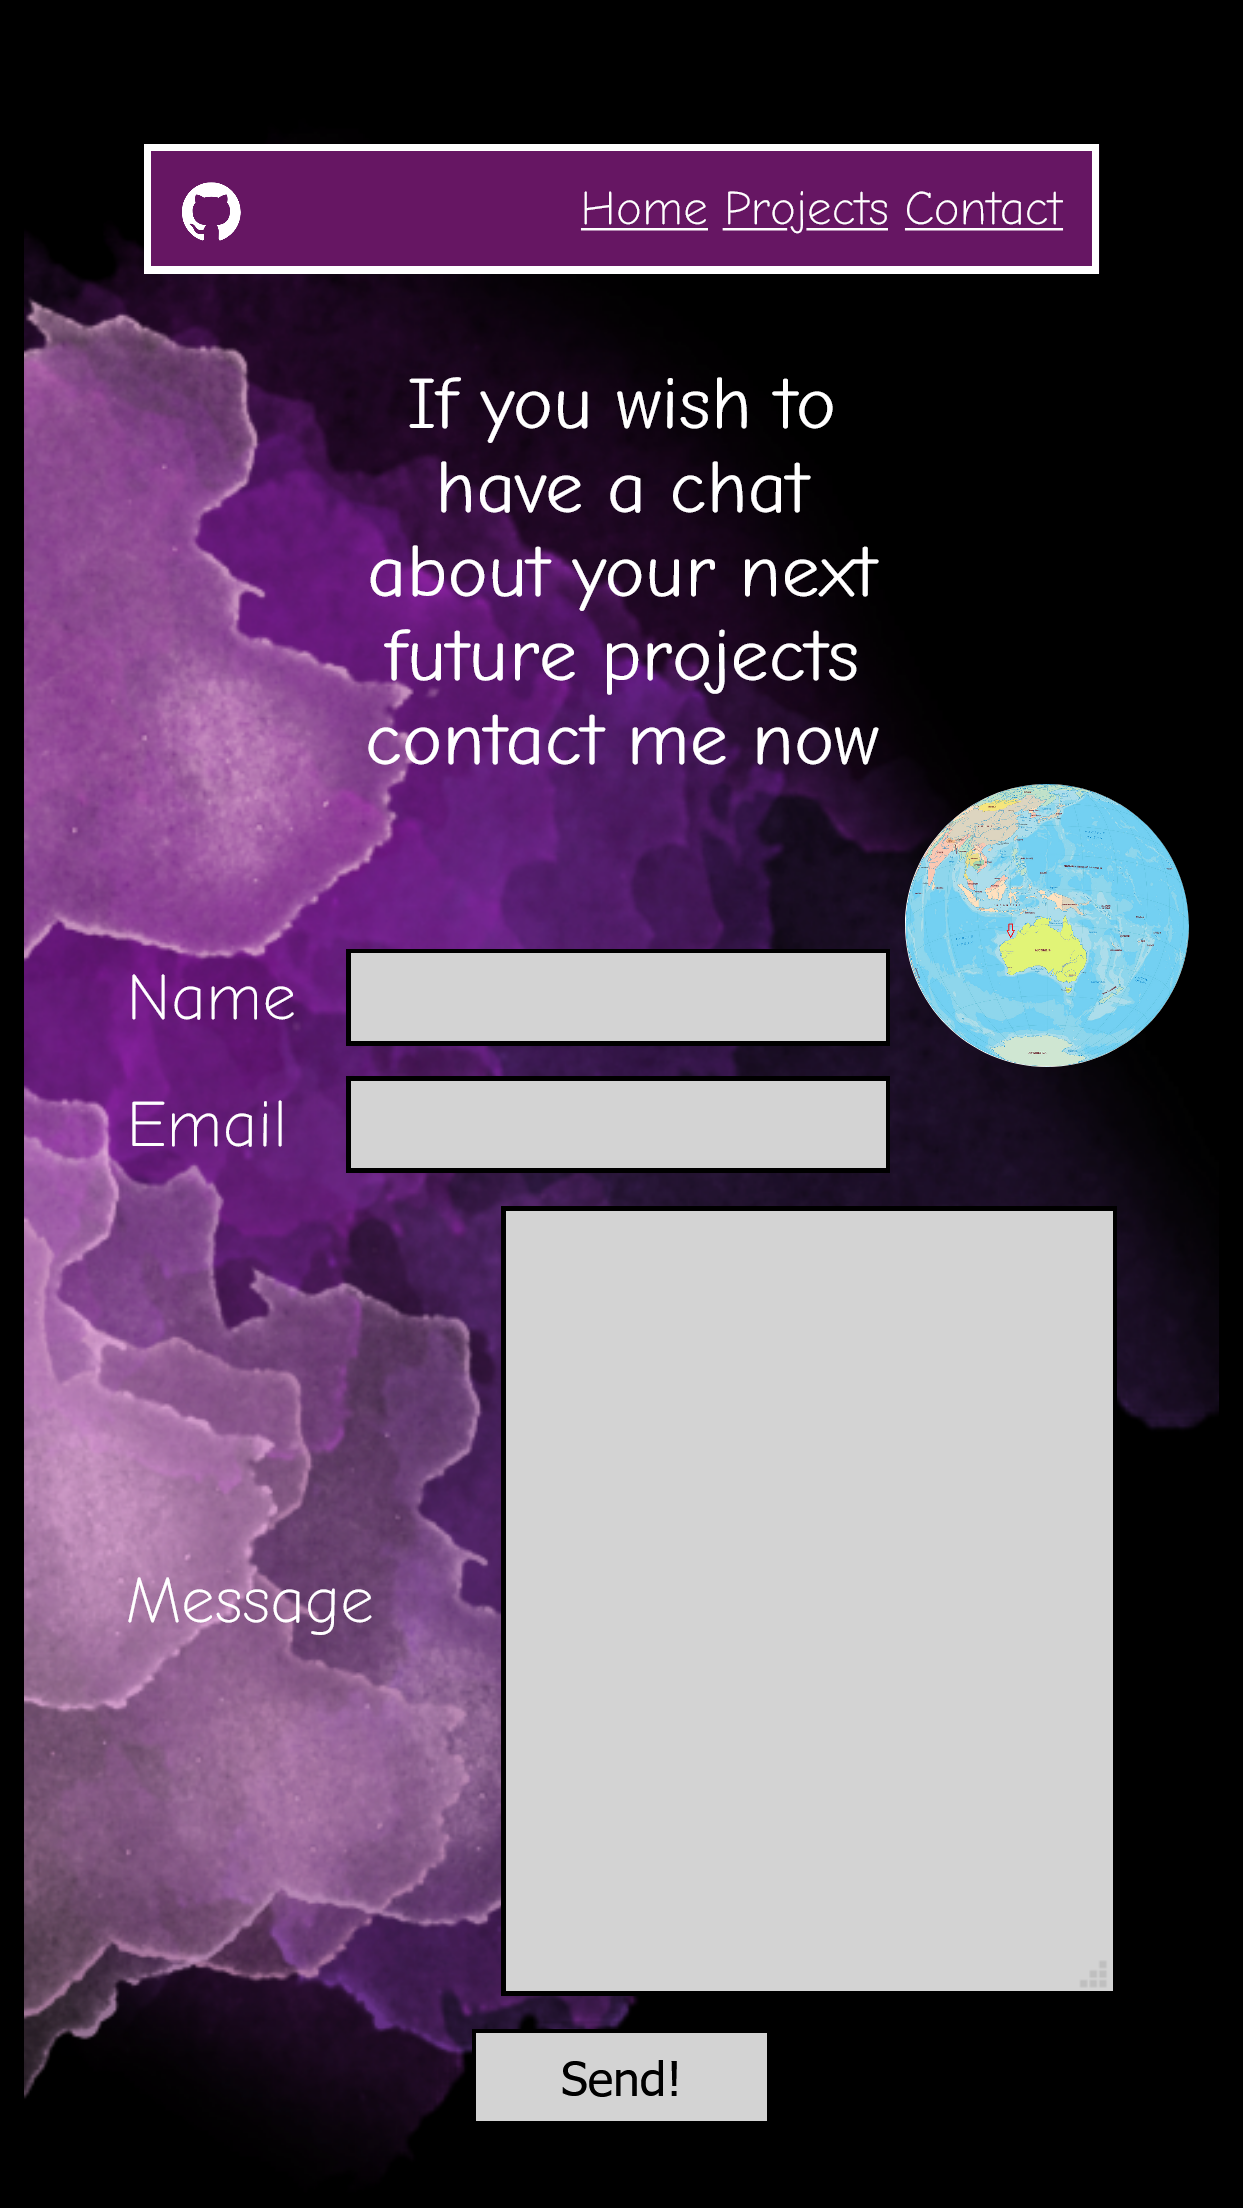 Home Projects Contact
If you wish to
have a chat
about your next
future projects
contact me now
Name
Email
Message
Send!